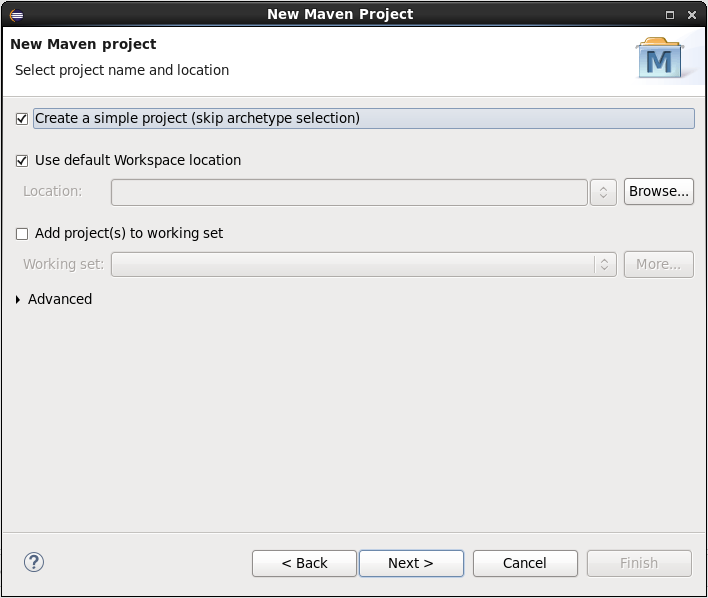 New Maven Project
New Maven project
Select project name and location
M
Create a simple project (skip archetype selection)
Use default Workspace location
Location:
Browse...
Add project(s) to working set
Working set:
More...
Advanced
?
< Back
Next >
Cancel
Finish